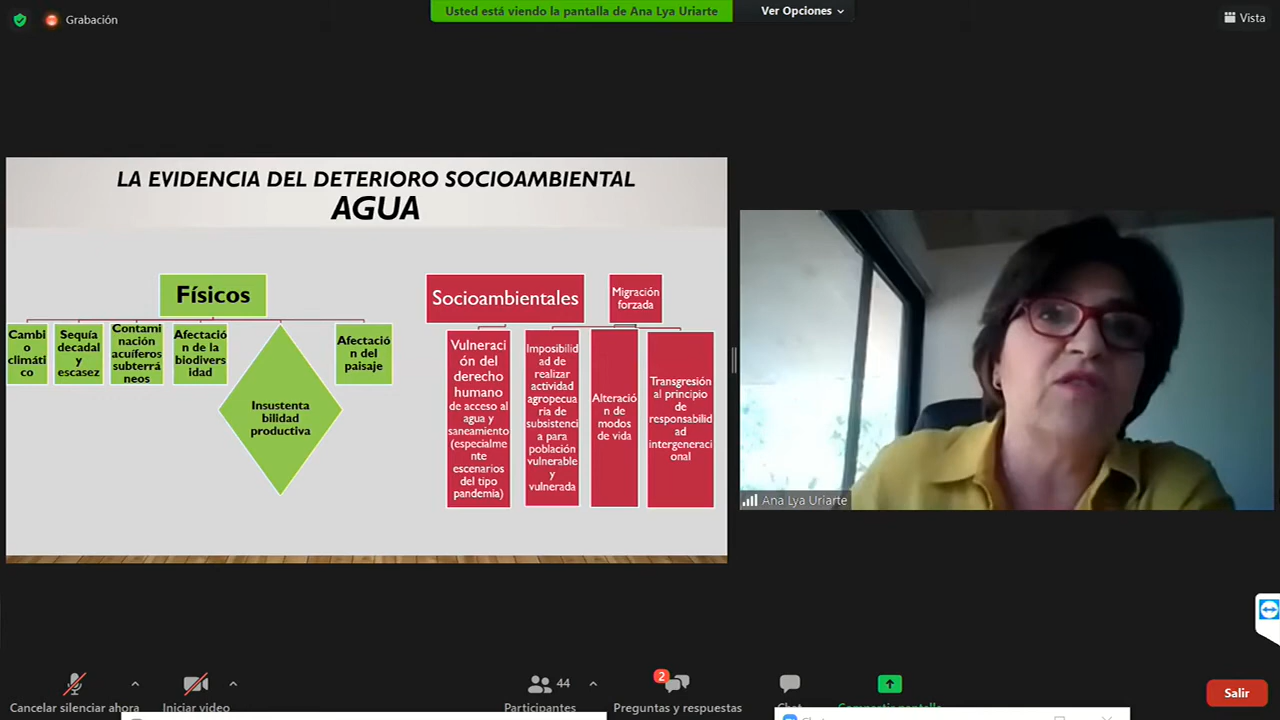 Grabación
Usted está viendo la pantalla de Ana Lya Uriarte
Ver Opciones
Vista
LA EVIDENCIA DEL DETERIORO SOCIOAMBIENTAL
AGUA
Físicos
Cambi
o
climáti
co
Sequía
decadal
y
escasez
Contami
nación
acuíferos
subterrá
neos
Afectació
n de la
biodivers
idad
Insustenta
bilidad
productiva
Afectació
n del
paisaje
Socioambientales
Migración
forzada
Vulneraci
ón del
derecho
humano
de acceso al
agua y
saneamiento
(especialme
nte
escenarios
del tipo
pandemia)
Imposibilid
ad de
realizar
actividad
agropecua
ria de
subsistenci
a para
población
vulnerable
y
vulnerada
Alteració
n de
modos
de vida
Transgresión
al principio
de
responsabilid
ad
intergeneraci
onal
Ana Lya Uriarte
Cancelar silenciar ahora
Iniciar video
44
Participantes
2
Preguntas y respuestas
Chat
Compartir pantalla
Salir
Chat